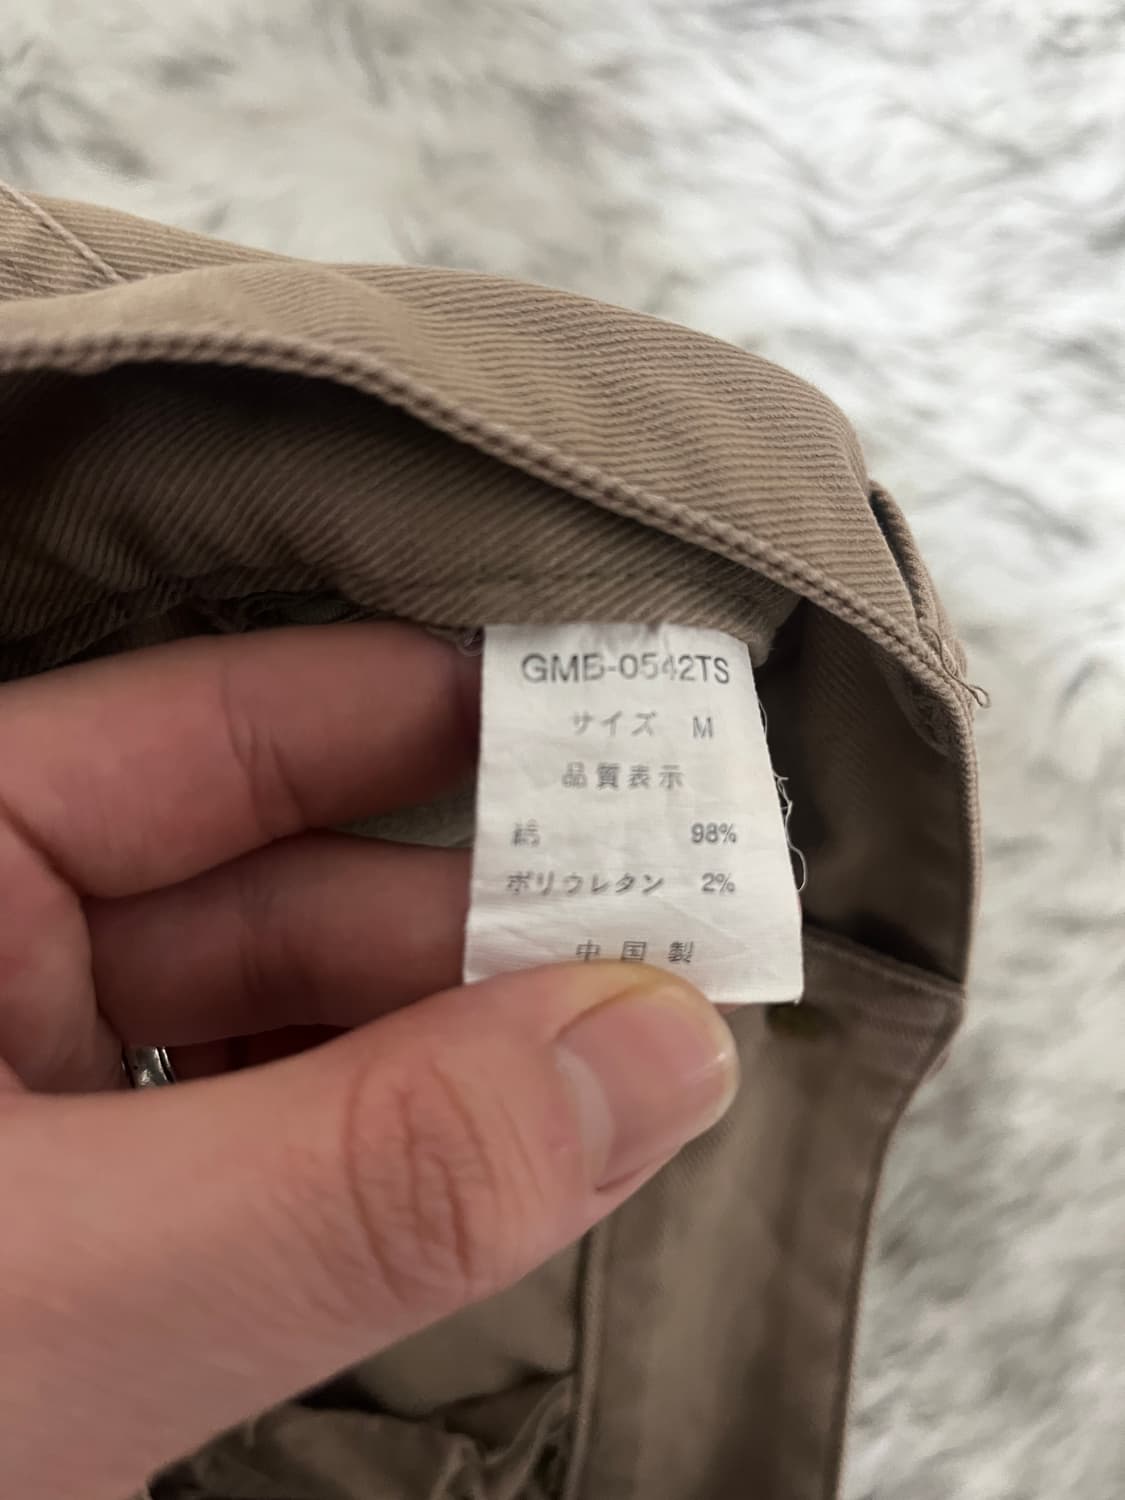 GMB-0542TS
サイズ M
品質表示
綿 98%
ポリウレタン 2%
中国製